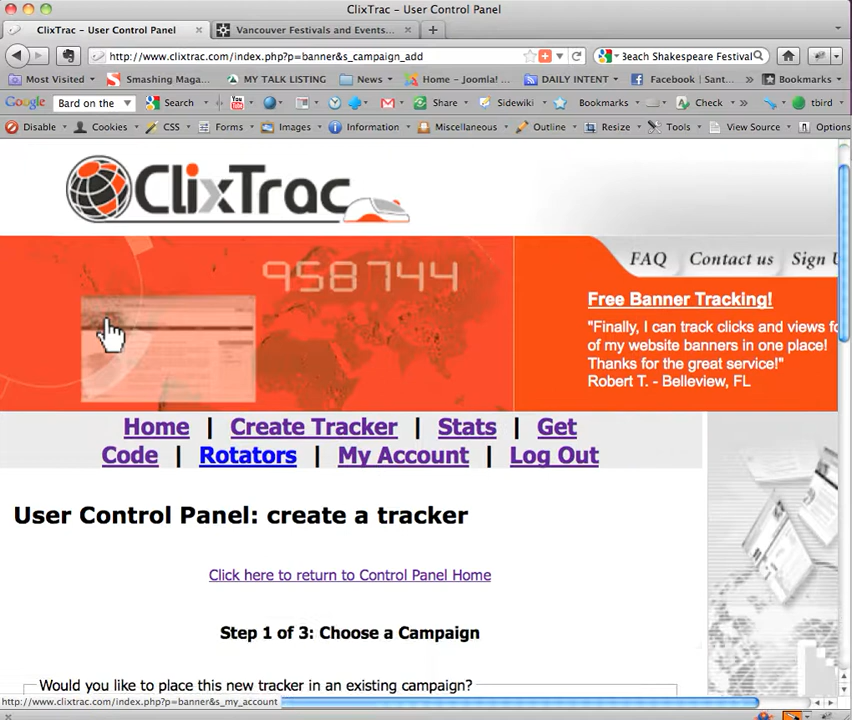 ClixTrac - User Control Panel
ClixTrac - User Control Panel
Vancouver Festivals and Events...
http://www.clixtrac.com/index.php?p=banner&s_campaign_add
Beach Shakespeare Festival
Most Visited
Smashing Maga...
MY TALK LISTING
News
Home - Joomla! ...
DAILY INTENT
Facebook | Sant...
Bookmarks
Google
Bard on the
Search
Share
Sidewiki
Bookmarks
Check
tbird
Disable
Cookies
CSS
Forms
Images
Information
Miscellaneous
Outline
Resize
Tools
View Source
Options
ClixTrac
958744
FAQ
Contact us
Sign
Free Banner Tracking!
"Finally, I can track clicks and views fo
of my website banners in one place!
Thanks for the great service!"
Robert T. - Belleview, FL
Home | Create Tracker | Stats | Get
Code | Rotators | My Account | Log Out
User Control Panel: create a tracker
Click here to return to Control Panel Home
Step 1 of 3: Choose a Campaign
Would you like to place this new tracker in an existing campaign?
http://www.clixtrac.com/index.php?p=banner&s_my_account